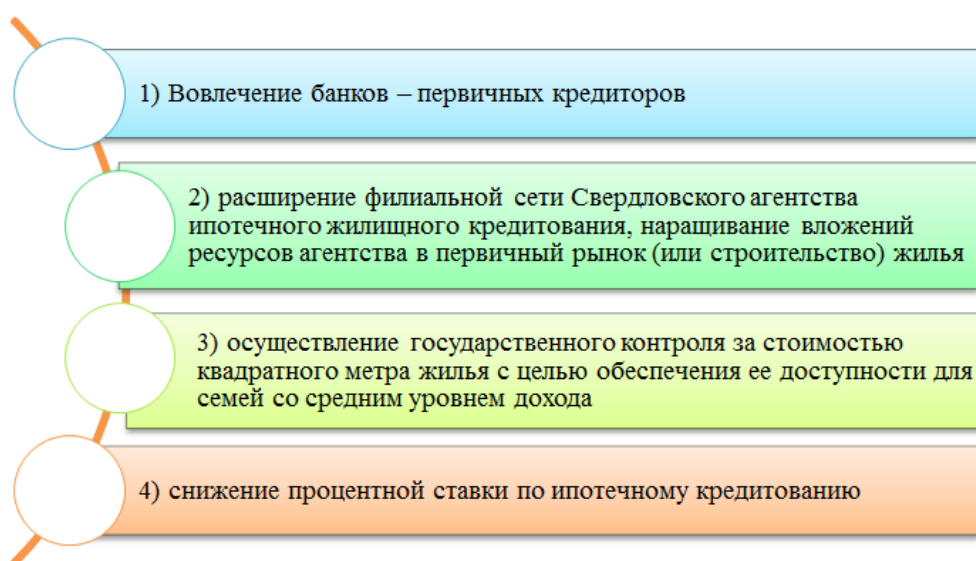 1) Вовлечение банков – первичных кредиторов
2) расширение филиальной сети Свердловского агентства
ипотечного жилищного кредитования, наращивание вложений
ресурсов агентства в первичный рынок (или строительство) жилья
3) осуществление государственного контроля за стоимостью
квадратного метра жилья с целью обеспечения ее доступности для
семей со средним уровнем дохода
4) снижение процентной ставки по ипотечному кредитованию